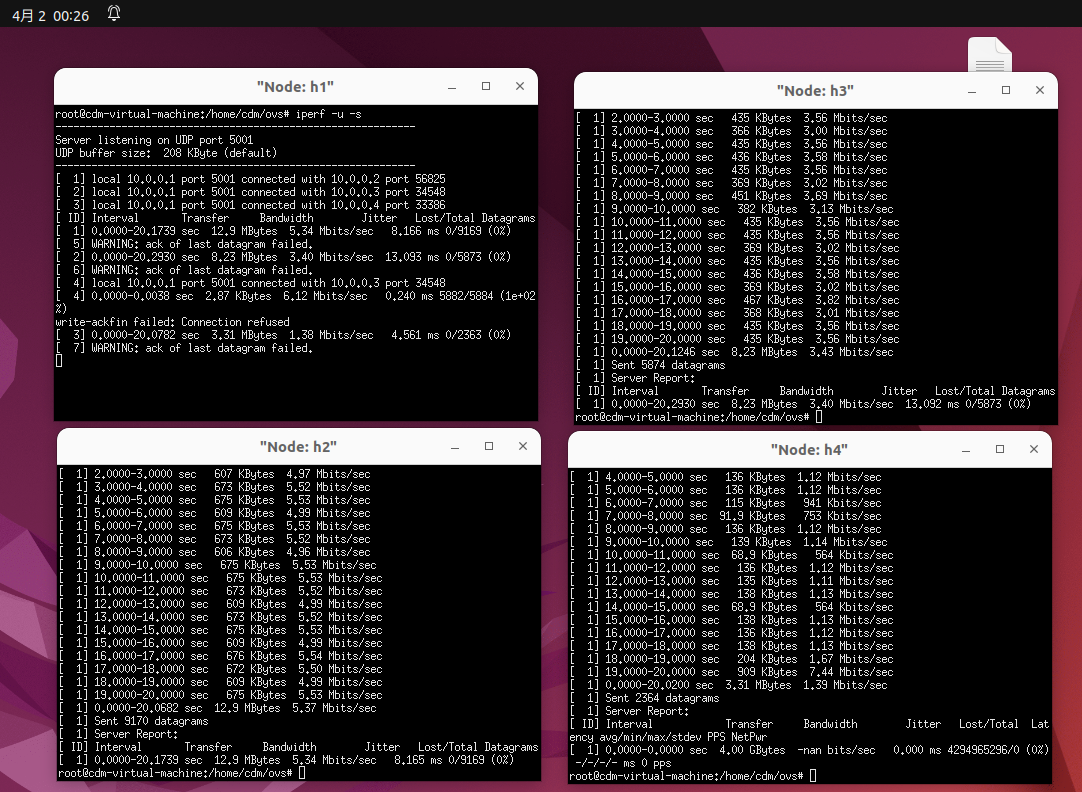 4月 2 00:26
"Node: h1"
root@cdm-virtual-machine:/home/cdm/ovs# iperf -u -s
------------------------------------------------------------
Server listening on UDP port 5001
UDP buffer size:  208 KByte (default)
------------------------------------------------------------
[  1] local 10.0.0.1 port 5001 connected with 10.0.0.2 port 56825
[  2] local 10.0.0.1 port 5001 connected with 10.0.0.3 port 34548
[  3] local 10.0.0.1 port 5001 connected with 10.0.0.4 port 33386
[ ID] Interval       Transfer     Bandwidth        Jitter   Lost/Total Datagrams
[  1] 0.0000-20.1739 sec  12.9 MBytes  5.34 Mbits/sec   8.166 ms 0/9169 (0%)
[  5] WARNING: ack of last datagram failed.
[  2] 0.0000-20.2930 sec  8.23 MBytes  3.40 Mbits/sec  13.093 ms 0/5873 (0%)
[  6] WARNING: ack of last datagram failed.
[  4] local 10.0.0.1 port 5001 connected with 10.0.0.3 port 34548
[  4] 0.0000-0.0038 sec  2.87 KBytes  6.12 Mbits/sec   0.240 ms 5882/5884 (1e+02
%)
write-ackfin failed: Connection refused
[  3] 0.0000-20.0782 sec  3.31 MBytes  1.38 Mbits/sec   4.561 ms 0/2363 (0%)
[  7] WARNING: ack of last datagram failed.
"Node: h3"
[  1] 2.0000-3.0000 sec   435 KBytes  3.56 Mbits/sec
[  1] 3.0000-4.0000 sec   366 KBytes  3.00 Mbits/sec
[  1] 4.0000-5.0000 sec   435 KBytes  3.56 Mbits/sec
[  1] 5.0000-6.0000 sec   436 KBytes  3.58 Mbits/sec
[  1] 6.0000-7.0000 sec   435 KBytes  3.56 Mbits/sec
[  1] 7.0000-8.0000 sec   369 KBytes  3.02 Mbits/sec
[  1] 8.0000-9.0000 sec   451 KBytes  3.69 Mbits/sec
[  1] 9.0000-10.0000 sec   382 KBytes  3.13 Mbits/sec
[  1] 10.0000-11.0000 sec   435 KBytes  3.56 Mbits/sec
[  1] 11.0000-12.0000 sec   435 KBytes  3.56 Mbits/sec
[  1] 12.0000-13.0000 sec   369 KBytes  3.02 Mbits/sec
[  1] 13.0000-14.0000 sec   435 KBytes  3.56 Mbits/sec
[  1] 14.0000-15.0000 sec   436 KBytes  3.58 Mbits/sec
[  1] 15.0000-16.0000 sec   369 KBytes  3.02 Mbits/sec
[  1] 16.0000-17.0000 sec   467 KBytes  3.82 Mbits/sec
[  1] 17.0000-18.0000 sec   368 KBytes  3.01 Mbits/sec
[  1] 18.0000-19.0000 sec   435 KBytes  3.56 Mbits/sec
[  1] 19.0000-20.0000 sec   435 KBytes  3.56 Mbits/sec
[  1] 0.0000-20.1246 sec  8.23 MBytes  3.43 Mbits/sec
[  1] Sent 5874 datagrams
[  1] Server Report:
[ ID] Interval       Transfer     Bandwidth        Jitter   Lost/Total Datagrams
[  1] 0.0000-20.2930 sec  8.23 MBytes  3.40 Mbits/sec  13.092 ms 0/5873 (0%)
root@cdm-virtual-machine:/home/cdm/ovs#
"Node: h2"
[  1] 2.0000-3.0000 sec   607 KBytes  4.97 Mbits/sec
[  1] 3.0000-4.0000 sec   673 KBytes  5.52 Mbits/sec
[  1] 4.0000-5.0000 sec   675 KBytes  5.53 Mbits/sec
[  1] 5.0000-6.0000 sec   609 KBytes  4.99 Mbits/sec
[  1] 6.0000-7.0000 sec   675 KBytes  5.53 Mbits/sec
[  1] 7.0000-8.0000 sec   673 KBytes  5.52 Mbits/sec
[  1] 8.0000-9.0000 sec   606 KBytes  4.96 Mbits/sec
[  1] 9.0000-10.0000 sec   675 KBytes  5.53 Mbits/sec
[  1] 10.0000-11.0000 sec   675 KBytes  5.53 Mbits/sec
[  1] 11.0000-12.0000 sec   673 KBytes  5.52 Mbits/sec
[  1] 12.0000-13.0000 sec   609 KBytes  4.99 Mbits/sec
[  1] 13.0000-14.0000 sec   673 KBytes  5.52 Mbits/sec
[  1] 14.0000-15.0000 sec   675 KBytes  5.53 Mbits/sec
[  1] 15.0000-16.0000 sec   609 KBytes  4.99 Mbits/sec
[  1] 16.0000-17.0000 sec   676 KBytes  5.54 Mbits/sec
[  1] 17.0000-18.0000 sec   672 KBytes  5.50 Mbits/sec
[  1] 18.0000-19.0000 sec   609 KBytes  4.99 Mbits/sec
[  1] 19.0000-20.0000 sec   675 KBytes  5.53 Mbits/sec
[  1] 0.0000-20.0682 sec  12.9 MBytes  5.37 Mbits/sec
[  1] Sent 9170 datagrams
[  1] Server Report:
[ ID] Interval       Transfer     Bandwidth        Jitter   Lost/Total Datagrams
[  1] 0.0000-20.1739 sec  12.9 MBytes  5.34 Mbits/sec   8.165 ms 0/9169 (0%)
root@cdm-virtual-machine:/home/cdm/ovs#
"Node: h4"
[  1] 4.0000-5.0000 sec   136 KBytes  1.12 Mbits/sec
[  1] 5.0000-6.0000 sec   136 KBytes  1.12 Mbits/sec
[  1] 6.0000-7.0000 sec   115 KBytes   941 Kbits/sec
[  1] 7.0000-8.0000 sec  91.9 KBytes   753 Kbits/sec
[  1] 8.0000-9.0000 sec   136 KBytes  1.12 Mbits/sec
[  1] 9.0000-10.0000 sec   139 KBytes  1.14 Mbits/sec
[  1] 10.0000-11.0000 sec  68.9 KBytes   564 Kbits/sec
[  1] 11.0000-12.0000 sec   136 KBytes  1.12 Mbits/sec
[  1] 12.0000-13.0000 sec   135 KBytes  1.11 Mbits/sec
[  1] 13.0000-14.0000 sec   138 KBytes  1.13 Mbits/sec
[  1] 14.0000-15.0000 sec  68.9 KBytes   564 Kbits/sec
[  1] 15.0000-16.0000 sec   138 KBytes  1.13 Mbits/sec
[  1] 16.0000-17.0000 sec   136 KBytes  1.12 Mbits/sec
[  1] 17.0000-18.0000 sec   138 KBytes  1.13 Mbits/sec
[  1] 18.0000-19.0000 sec   204 KBytes  1.67 Mbits/sec
[  1] 19.0000-20.0000 sec   909 KBytes  7.44 Mbits/sec
[  1] 0.0000-20.0200 sec  3.31 MBytes  1.39 Mbits/sec
[  1] Sent 2364 datagrams
[  1] Server Report:
[ ID] Interval            Transfer     Bandwidth        Jitter   Lost/Total  Lat
ency avg/min/max/stdev PPS NetPwr
[  1] 0.0000-0.0000 sec  4.00 GBytes  -nan bits/sec   0.000 ms 4294965296/0 (0%)
 -/-/-/- ms 0 pps
root@cdm-virtual-machine:/home/cdm/ovs#